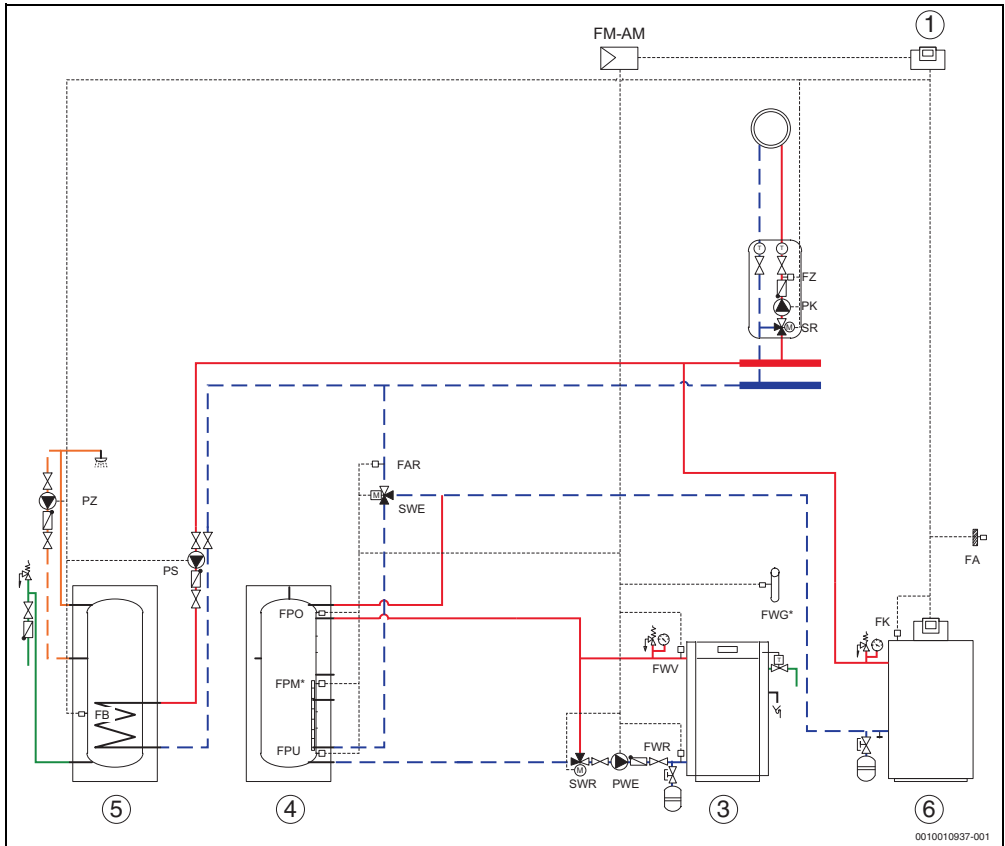 FM-AM
1
T
T
FZ
PK
M
SR
FAR
M
SWE
PZ
PS
FA
FPO
FWG*
FK
T
FWV
FPM*
FB
FPU
FWR
M
SWR
PWE
5
4
3
6
0010010937-001